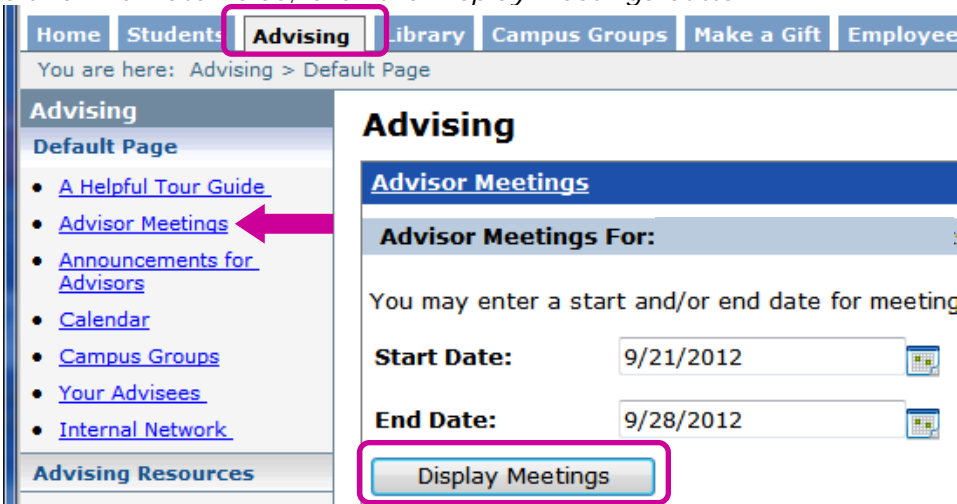 Home Students Advising Library Campus Groups Make a Gift Employee
You are here: Advising > Default Page
Advising
Default Page
• A Helpful Tour Guide
• Advisor Meetings
• Announcements for
Advisors
• Calendar
• Campus Groups
• Your Advisees
• Internal Network
Advising Resources
Advising
Advisor Meetings
Advisor Meetings For:
You may enter a start and/or end date for meeting
Start Date: 9/21/2012
End Date: 9/28/2012
Display Meetings